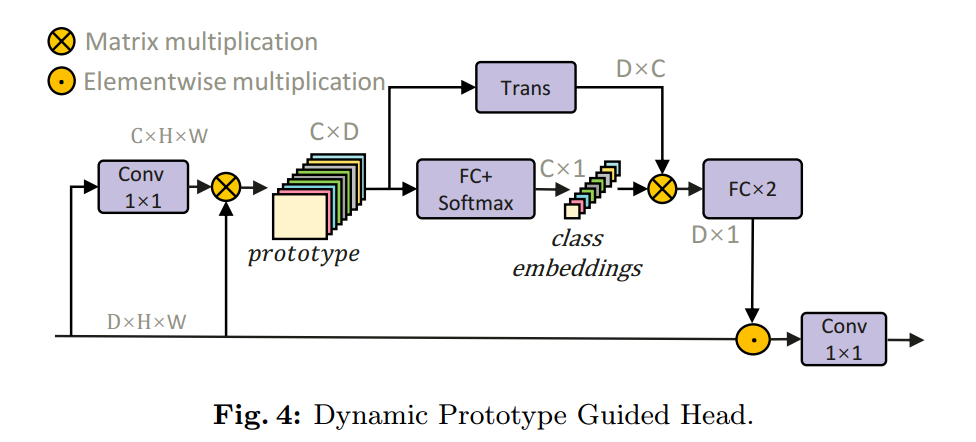 Matrix multiplication
Elementwise multiplication
D×C
Trans
C×H×W
C×D
Conv
1×1
FC+
Softmax
C×1
FC×2
prototype
class
embeddings
D×1
D×H×W
Conv
1×1
Fig. 4: Dynamic Prototype Guided Head.